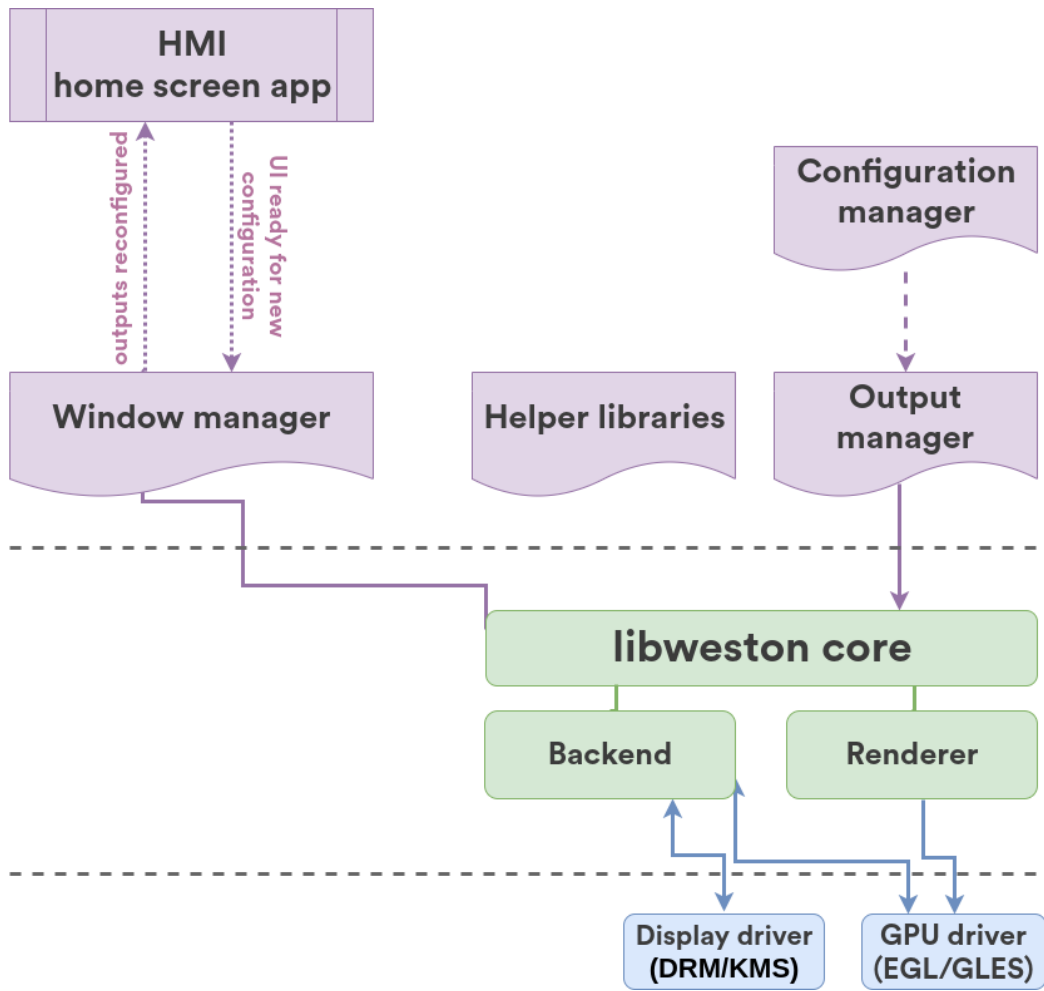 HMI
home screen app
outputs reconfigured
UI ready for new
configuration
Configuration
manager
Window manager
Helper libraries
Output
manager
libweston core
Backend
Renderer
Display driver
(DRM/KMS)
GPU driver
(EGL/GLES)